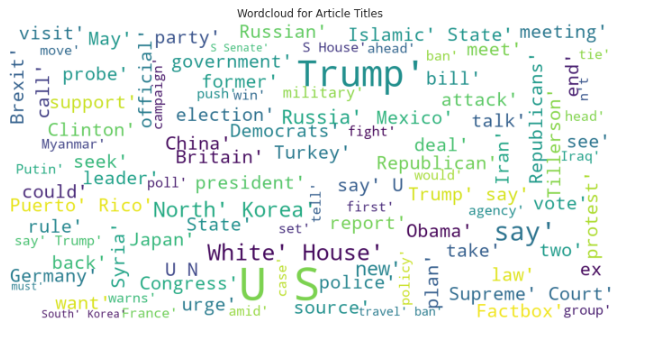 Wordcloud for Article Titles
visit'
May'
party'
Russian'
Islamic State'
meeting'
move'
S Senate'
S House'
ahead'
meet'
ban'
tie'
Brexit'
call'
probe'
official'
campaign'
government'
former'
Trump'
bill'
Republicans'
end'
n t
support'
push'
win'
military'
attack'
Tillerson'
head'
Clinton'
election'
Russia'
Mexico'
talk'
Democrats'
fight'
Myanmar'
China'
Britain'
Turkey'
deal'
Iran'
see'
Iraq'
Putin'
seek'
leader'
poll'
president'
Republican'
would'
could'
say' U
Trump' say'
vote'
protest'
Puerto' Rico'
North' Korea'
tell'
first'
agency'
rule'
State'
set'
report'
Obama'
say'
say' Trump'
Japan'
Syria'
White' House'
take'
two'
back'
Germany'
U N
new'
plan'
ex
must'
Congress'
U S
case'
police'
policy'
law'
Supreme' Court'
want'
warns'
urge'
source'
travel' ban'
Factbox'
group'
South' Korea'
France'
amid'